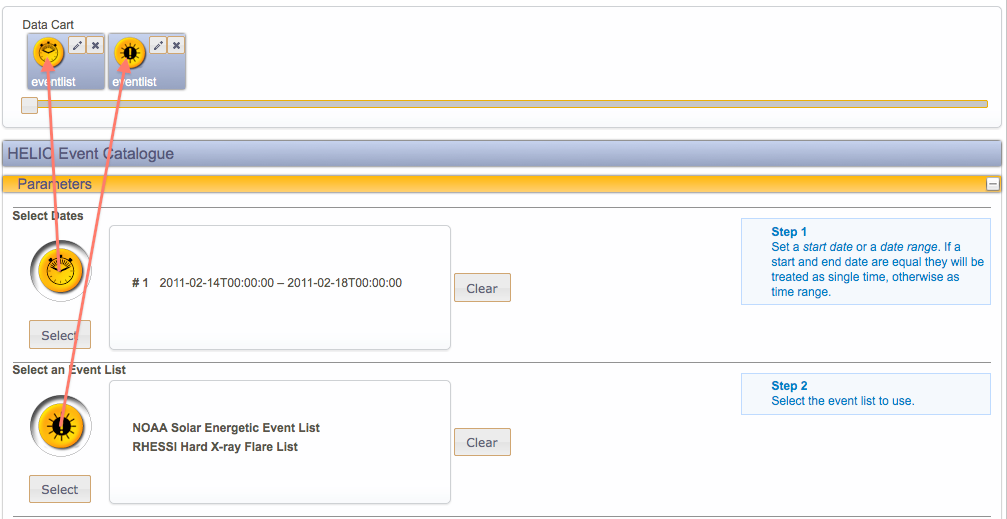 Data Cart
eventlist eventlist
HELIO Event Catalogue
Parameters
Select Dates
# 1 2011-02-14T00:00:00 – 2011-02-18T00:00:00
Clear
Select
Step 1
Set a start date or a date range. If a
start and end date are equal they will be
treated as single time, otherwise as
time range.
Select an Event List
NOAA Solar Energetic Event List
RHESSI Hard X-ray Flare List
Clear
Select
Step 2
Select the event list to use.